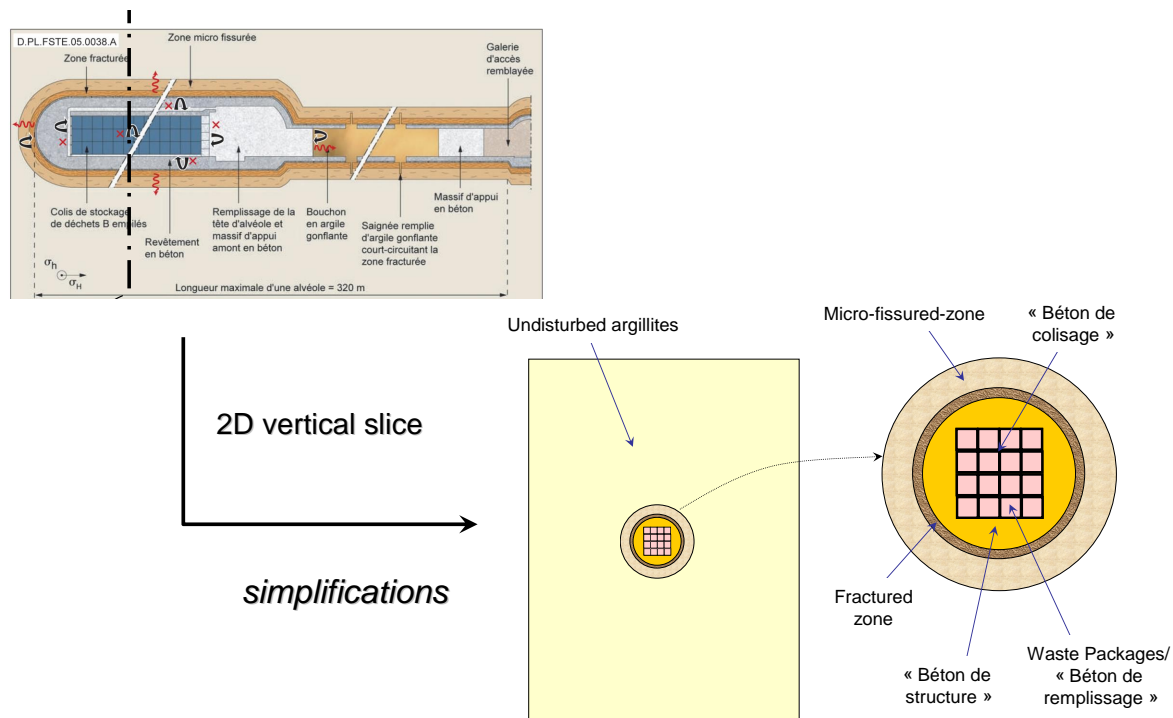 D.PL.FSTE.05.0038.A
Zone micro fissurée
Zone fracturée
Galerie
d'accès
remblayée
Colis de stockage
de déchets B empilés
Revêtement
en béton
Remplissage de la
tête d'alvéole et
massif d'appui
amont en béton
Bouchon
en argile
gonflante
Saignée remplie
d'argile gonflante
court-circuitant la
zone fracturée
Massif d'appui
en béton
σh
σH
Longueur maximale d'une alvéole = 320 m
2D vertical slice
simplifications
Undisturbed argillites
Micro-fissured-zone
« Béton de
colisage »
Fractured
zone
« Béton de
structure »
Waste Packages/
« Béton de
remplissage »